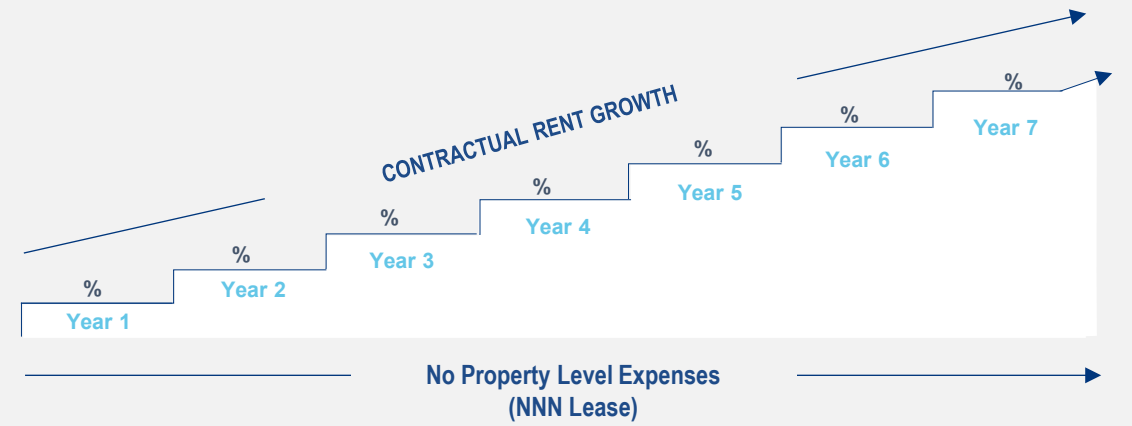 CONTRACTUAL RENT GROWTH
%
Year 1
%
Year 2
%
Year 3
%
Year 4
%
Year 5
%
Year 6
%
Year 7
No Property Level Expenses
(NNN Lease)